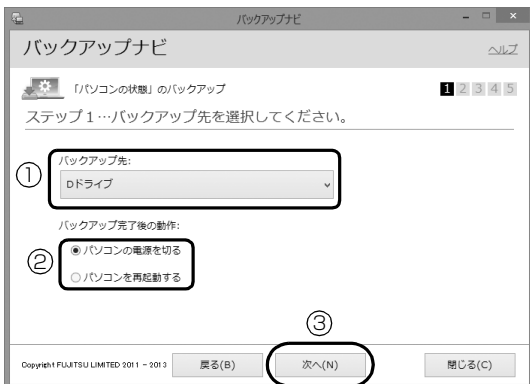 バックアップナビ
バックアップナビ
ヘルプ
「パソコンの状態」のバックアップ
1 2 3 4 5
ステップ1…バックアップ先を選択してください。
①
バックアップ先:
Dドライブ
バックアップ完了後の動作:
②
パソコンの電源を切る
パソコンを再起動する
③
Copyright FUJITSU LIMITED 2011 - 2013
戻る(B)
次へ(N)
閉じる(C)